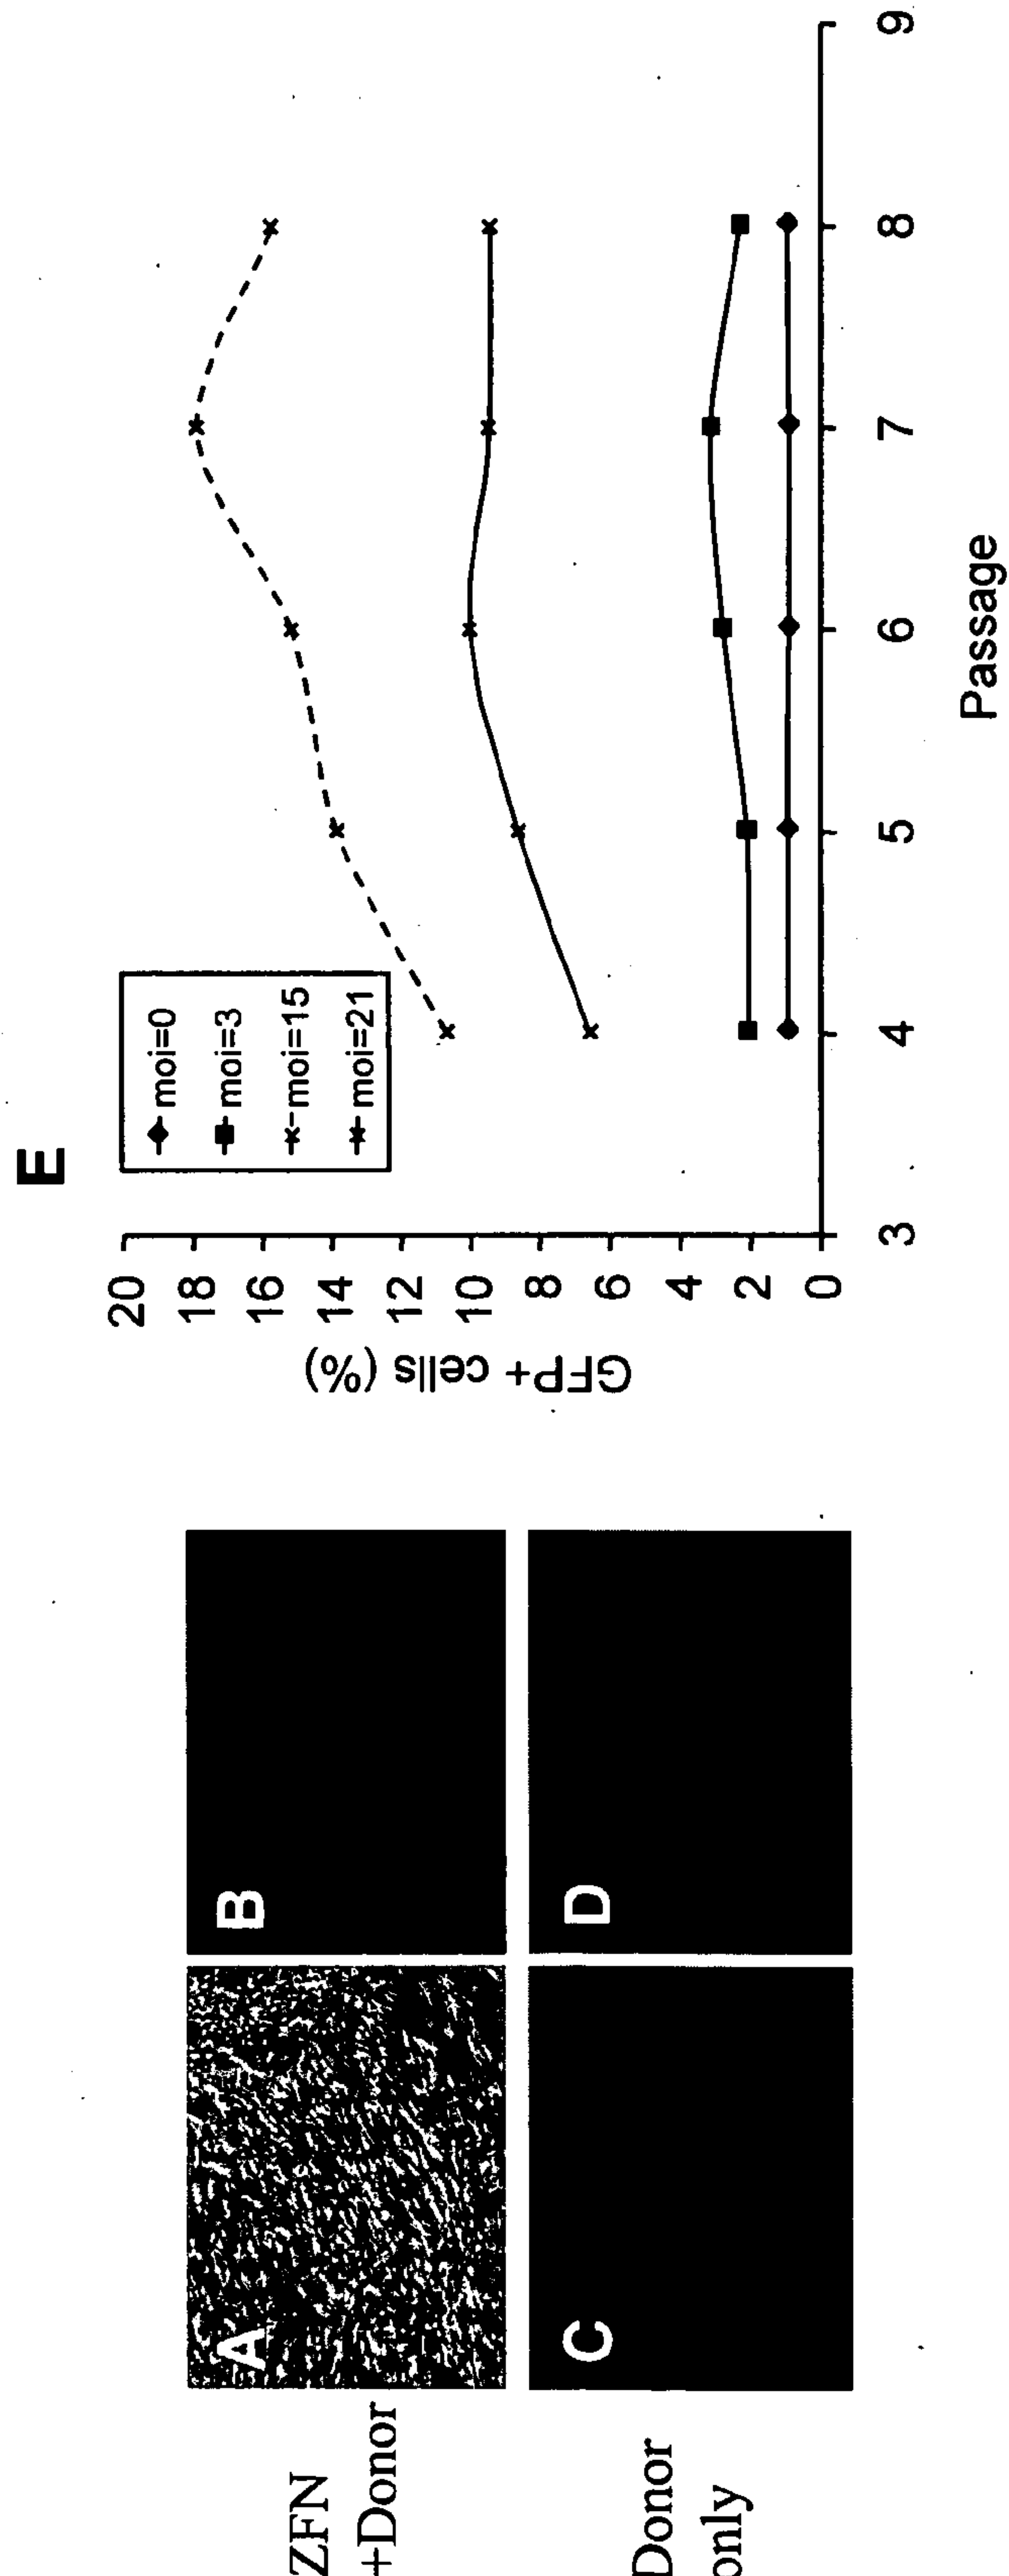 ZFN
+Donor
Donor
only
A
B
C
D
E
GFP+ cells (%)
20
18
16
14
12
10
8
6
4
2
0
moi=0
moi=3
moi=15
moi=21
3
4
5
6
7
8
9
Passage